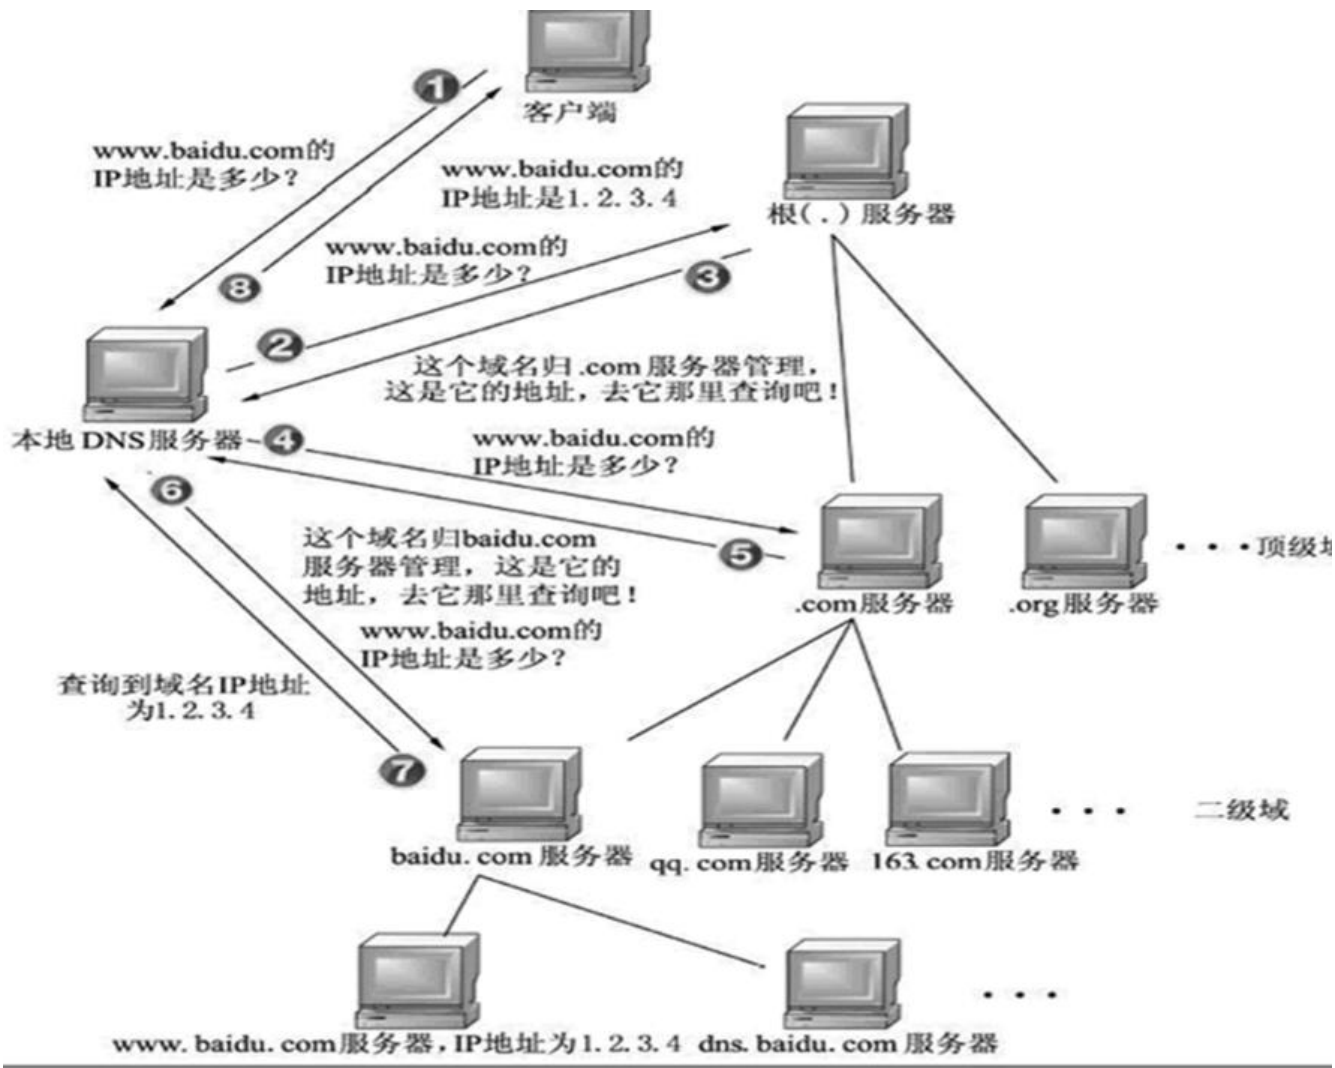 客户端
①
www.baidu.com的
IP地址是多少?
www.baidu.com的
IP地址是1.2.3.4
根(.)服务器
www.baidu.com的
IP地址是多少?
⑧
③
②
这个域名归.com服务器管理,
这是它的地址,去它那里查询吧!
本地DNS服务器
④
www.baidu.com的
IP地址是多少?
⑥
这个域名归baidu.com
服务器管理,这是它的
地址,去它那里查询吧!
⑤
···顶级域
.com服务器
.org服务器
www.baidu.com的
IP地址是多少?
查询到域名IP地址
为1.2.3.4
⑦
··· 二级域
baidu.com服务器
qq.com服务器
163.com服务器
···
www.baidu.com服务器,IP地址为1.2.3.4
dns.baidu.com服务器